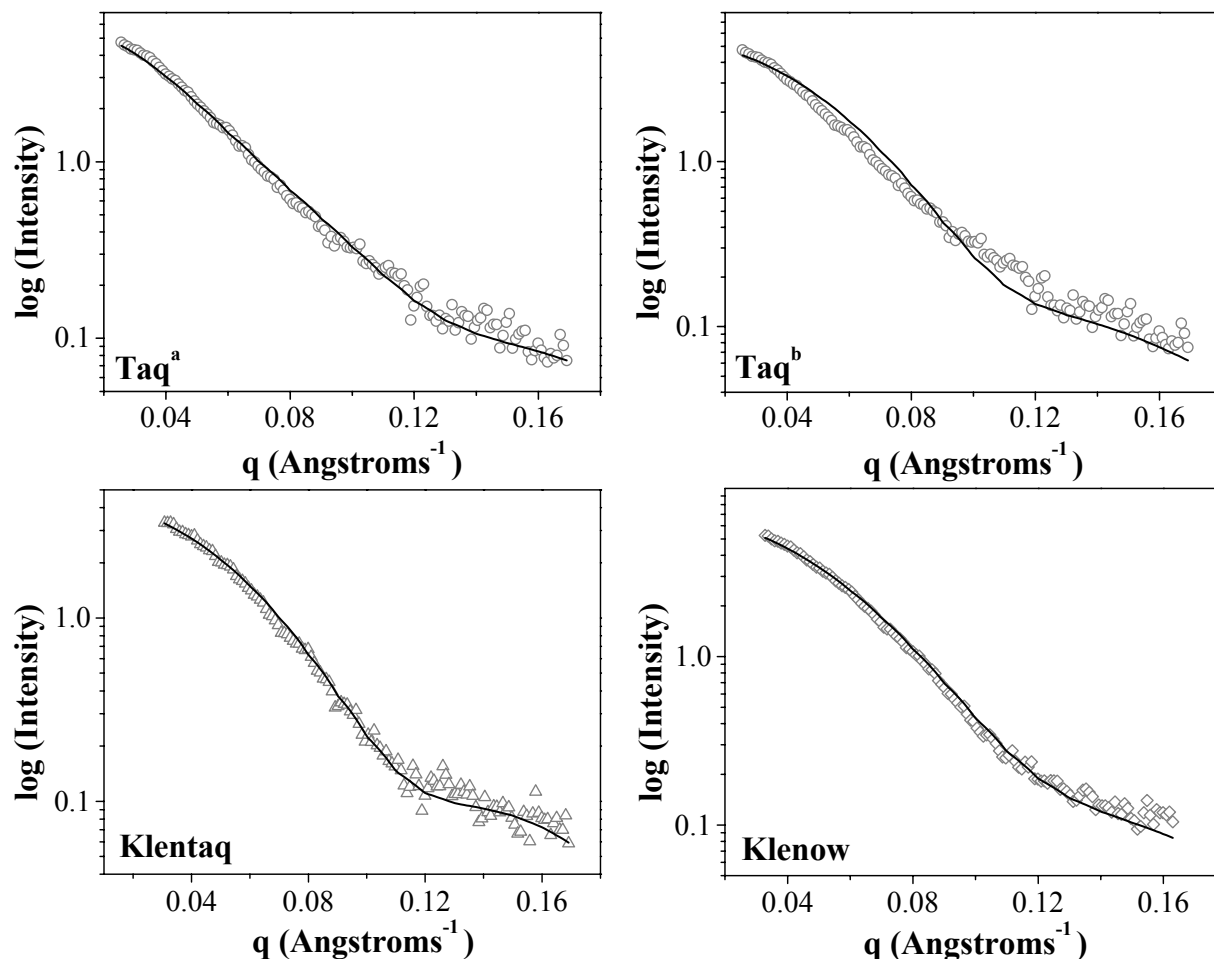 log (Intensity)
1.0
0.1
Taqᵃ
0.04 0.08 0.12 0.16
q (Angstroms⁻¹)
log (Intensity)
1.0
0.1
Taqᵇ
0.04 0.08 0.12 0.16
q (Angstroms⁻¹)
log (Intensity)
1.0
0.1
Klentaq
0.04 0.08 0.12 0.16
q (Angstroms⁻¹)
log (Intensity)
1.0
0.1
Klenow
0.04 0.08 0.12 0.16
q (Angstroms⁻¹)